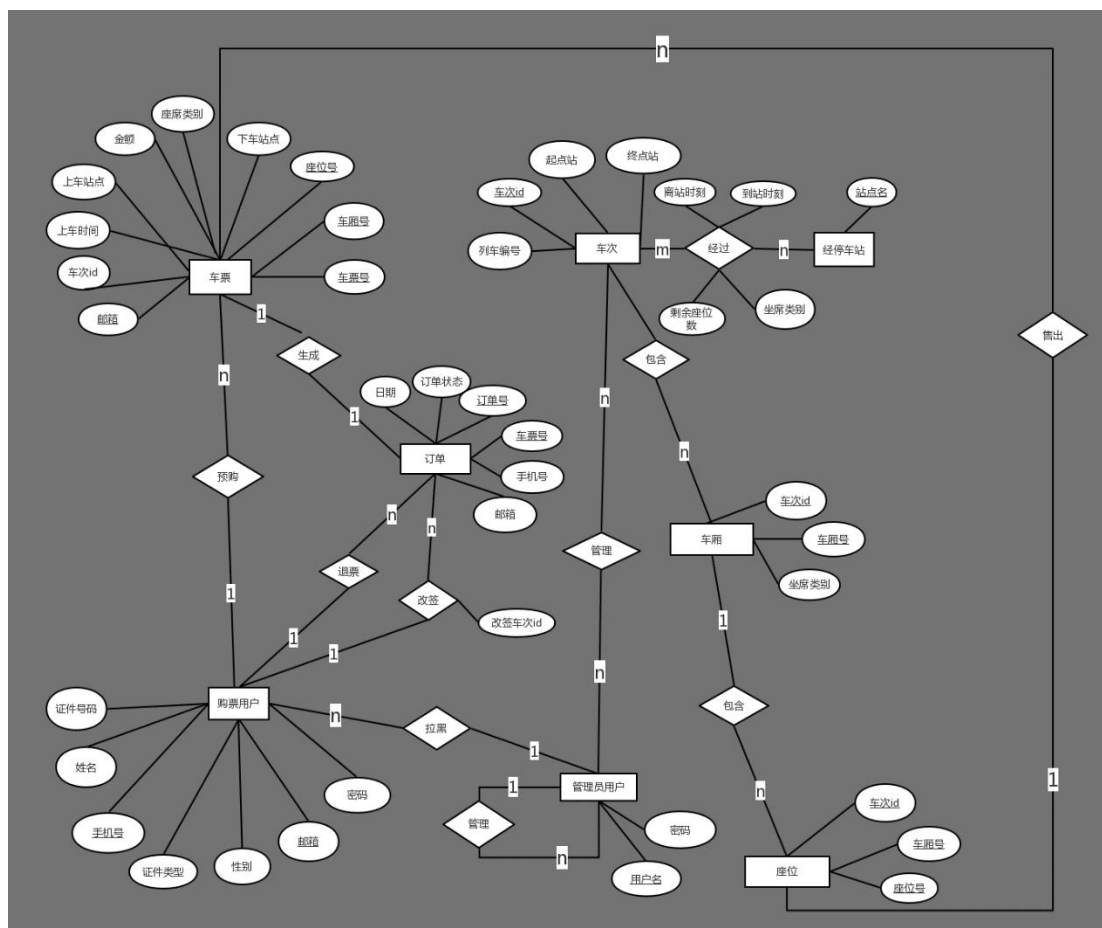 n
座席类别
金额
下车站点
座位号
上车站点
车厢号
上车时间
车次id
车票
车票号
邮箱
起点站
终点站
车次id
离站时刻
到站时刻
站点名
列车编号
车次
m
经过
n
经停车站
剩余座位
数
坐席类别
1
生成
包含
售出
n
1
日期
订单状态
订单号
n
车票号
订单
手机号
n
预购
邮箱
车次id
n
n
车厢
车厢号
退票
管理
坐席类别
1
改签
改签车次id
1
1
1
n
证件号码
购票用户
n
拉黑
1
包含
姓名
密码
管理员用户
1
1
n
手机号
管理
密码
车次id
邮箱
车厢号
证件类型
性别
n
用户名
座位
座位号